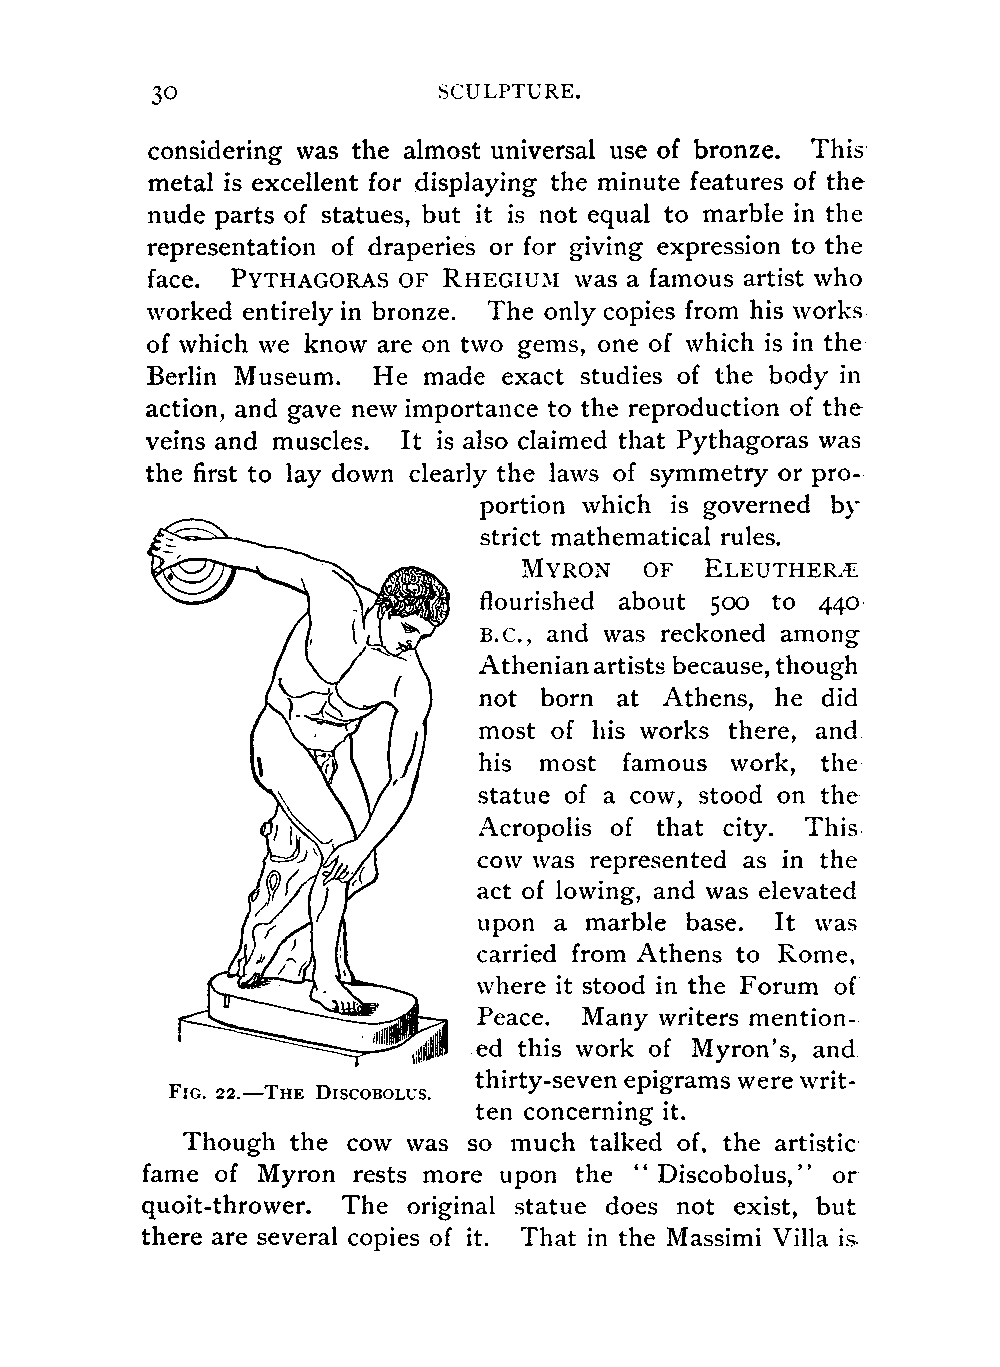 30 SCULPTURE.
considering was the almost universal use of bronze. This
metal is excellent for displaying the minute features of the
nude parts of statues, but it is not equal to marble in the
representation of draperies or for giving expression to the
face. PYTHAGORAS OF RHEGIUM was a famous artist who
worked entirely in bronze. The only copies from his works
of which we know are on two gems, one of which is in the
Berlin Museum. He made exact studies of the body in
action, and gave new importance to the reproduction of the
veins and muscles. It is also claimed that Pythagoras was
the first to lay down clearly the laws of symmetry or pro-
portion which is governed by
strict mathematical rules.
MYRON OF ELEUTHERÆ
flourished about 500 to 440
B.C., and was reckoned among
Athenian artists because, though
not born at Athens, he did
most of his works there, and
his most famous work, the
statue of a cow, stood on the
Acropolis of that city. This
cow was represented as in the
act of lowing, and was elevated
upon a marble base. It was
carried from Athens to Rome,
where it stood in the Forum of
Peace. Many writers mention-
ed this work of Myron's, and
thirty-seven epigrams were writ-
ten concerning it.
FIG. 22.—THE DISCOBOLUS.
Though the cow was so much talked of, the artistic
fame of Myron rests more upon the "Discobolus," or
quoit-thrower. The original statue does not exist, but
there are several copies of it. That in the Massimi Villa is